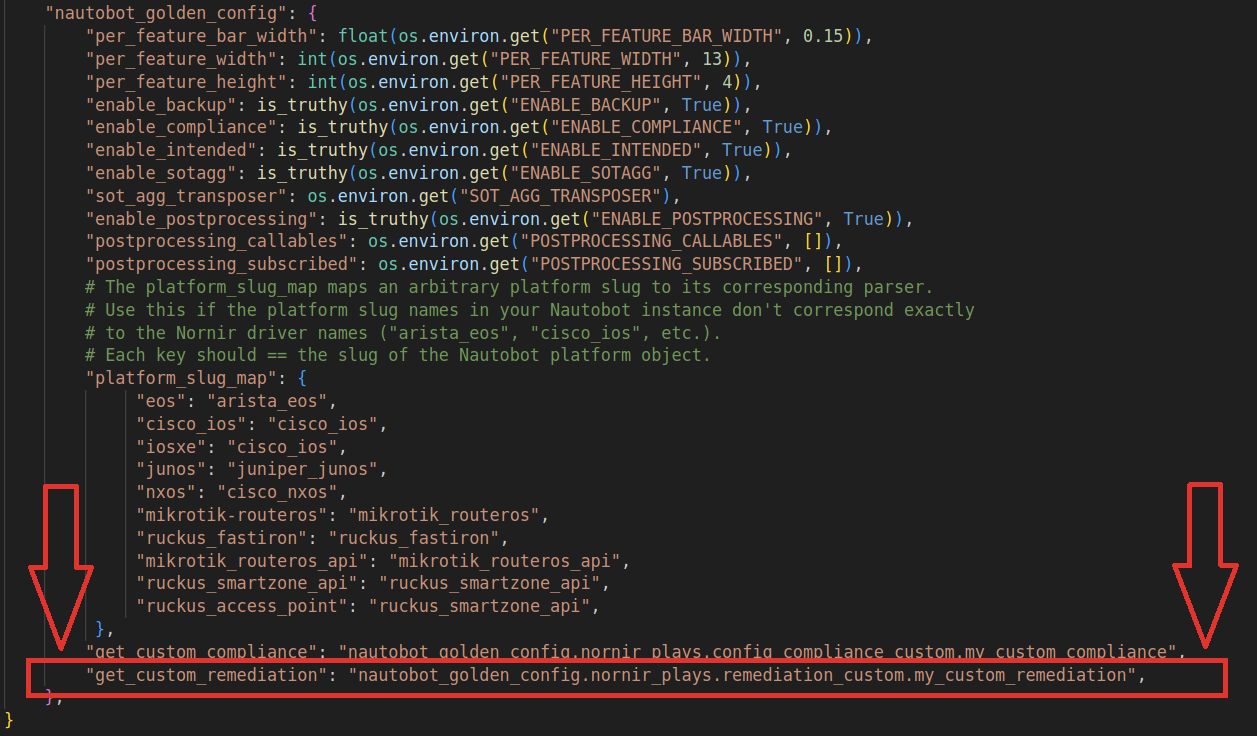 "nautobot_golden_config": {
"per_feature_bar_width": float(os.environ.get("PER_FEATURE_BAR_WIDTH", 0.15)),
"per_feature_width": int(os.environ.get("PER_FEATURE_WIDTH", 13)),
"per_feature_height": int(os.environ.get("PER_FEATURE_HEIGHT", 4)),
"enable_backup": is_truthy(os.environ.get("ENABLE_BACKUP", True)),
"enable_compliance": is_truthy(os.environ.get("ENABLE_COMPLIANCE", True)),
"enable_intended": is_truthy(os.environ.get("ENABLE_INTENDED", True)),
"enable_sotagg": is_truthy(os.environ.get("ENABLE_SOTAGG", True)),
"sot_agg_transposer": os.environ.get("SOT_AGG_TRANSPOSER"),
"enable_postprocessing": is_truthy(os.environ.get("ENABLE_POSTPROCESSING", True)),
"postprocessing_callables": os.environ.get("POSTPROCESSING_CALLABLES", []),
"postprocessing_subscribed": os.environ.get("POSTPROCESSING_SUBSCRIBED", []),
# The platform_slug_map maps an arbitrary platform slug to its corresponding parser.
# Use this if the platform slug names in your Nautobot instance don't correspond exactly
# to the Nornir driver names ("arista_eos", "cisco_ios", etc.).
# Each key should == the slug of the Nautobot platform object.
"platform_slug_map": {
"eos": "arista_eos",
"cisco_ios": "cisco_ios",
"iosxe": "cisco_ios",
"junos": "juniper_junos",
"nxos": "cisco_nxos",
"mikrotik-routeros": "mikrotik_routeros",
"ruckus_fastiron": "ruckus_fastiron",
"mikrotik_routeros_api": "mikrotik_routeros_api",
"ruckus_smartzone_api": "ruckus_smartzone_api",
"ruckus_access_point": "ruckus_smartzone_api",
},
"get_custom_compliance": "nautobot_golden_config.nornir_plays.config_compliance_custom.my_custom_compliance",
"get_custom_remediation": "nautobot_golden_config.nornir_plays.remediation_custom.my_custom_remediation",
},
}